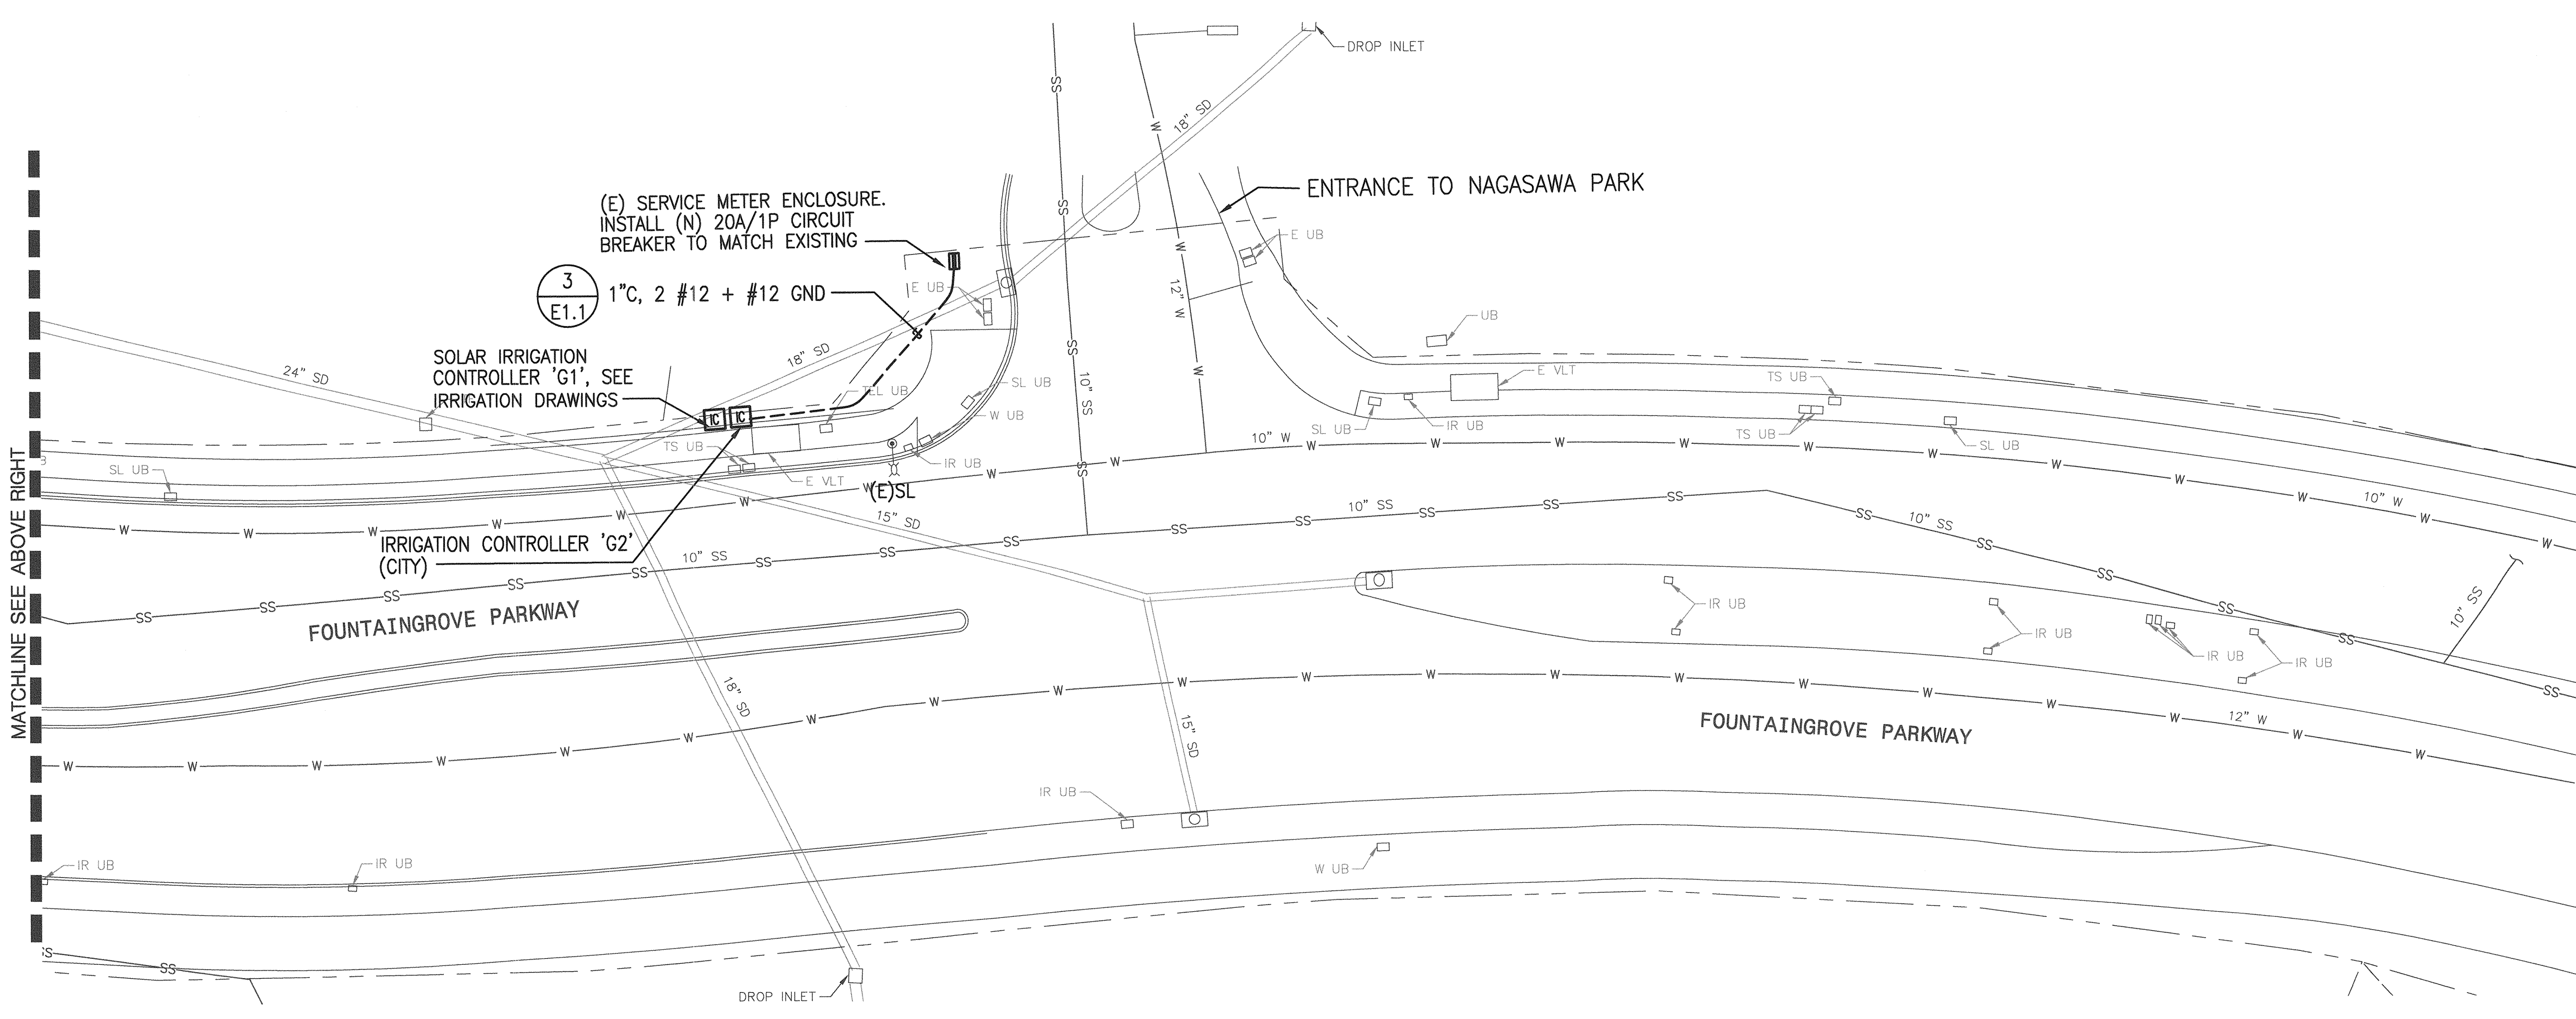 DROP INLET
18" SD
ENTRANCE TO NAGASAWA PARK
(E) SERVICE METER ENCLOSURE.
INSTALL (N) 20A/1P CIRCUIT
BREAKER TO MATCH EXISTING
3
E1.1
1"C, 2 #12 + #12 GND
E UB
E UB
12" W
UB
SOLAR IRRIGATION
CONTROLLER 'G1', SEE
IRRIGATION DRAWINGS
24" SD
18" SD
IC
IC
TEL UB
SL UB
W UB
10" SS
E VLT
TS UB
SL UB
IR UB
TS UB
SL UB
10" W
SL UB
TS UB
E VLT
IR UB
(E)SL
15" SD
10" SS
10" SS
10" W
IRRIGATION CONTROLLER 'G2'
(CITY)
10" SS
FOUNTAINGROVE PARKWAY
MATCHLINE SEE ABOVE RIGHT
IR UB
IR UB
IR UB
IR UB
10" SS
18" SD
15" SD
FOUNTAINGROVE PARKWAY
12" W
IR UB
IR UB
IR UB
W UB
SS
DROP INLET